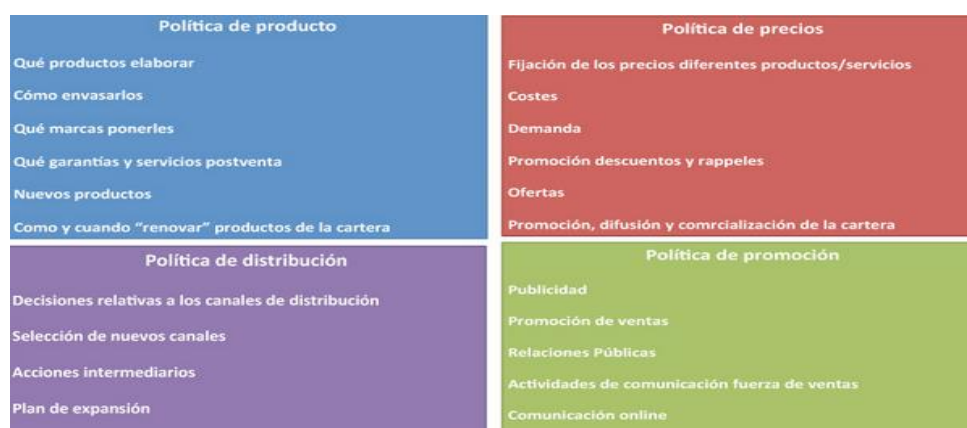 Política de producto
Qué productos elaborar
Cómo envasarlos
Qué marcas ponerles
Qué garantías y servicios postventa
Nuevos productos
Como y cuando “renovar” productos de la cartera
Política de precios
Fijación de los precios diferentes productos/servicios
Costes
Demanda
Promoción descuentos y rappeles
Ofertas
Promoción, difusión y comrcialización de la cartera
Política de distribución
Decisiones relativas a los canales de distribución
Selección de nuevos canales
Acciones intermediarios
Plan de expansión
Política de promoción
Publicidad
Promoción de ventas
Relaciones Públicas
Actividades de comunicación fuerza de ventas
Comunicación online